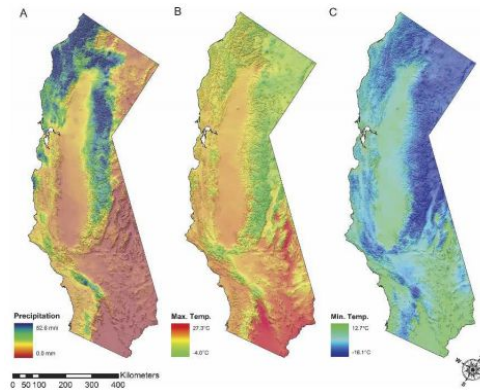 A
B
C
Precipitation
52.6 mm
0.0 mm
Max. Temp.
27.3°C
-4.0°C
Min. Temp.
12.7°C
-16.1°C
0 50 100 200 300 400
Kilometers